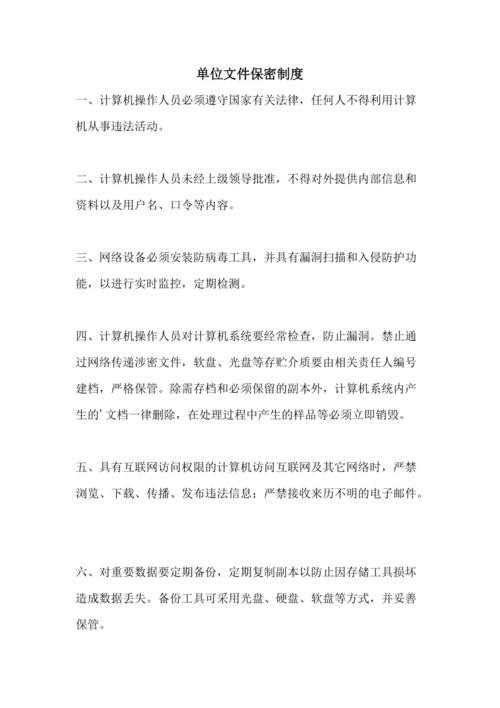 单位文件保密制度
一、计算机操作人员必须遵守国家有关法律，任何人不得利用计算
机从事违法活动。
二、计算机操作人员未经上级领导批准，不得对外提供内部信息和
资料以及用户名、口令等内容。
三、网络设备必须安装防病毒工具，并具有漏洞扫描和入侵防护功
能，以进行实时监控，定期检测。
四、计算机操作人员对计算机系统要经常检查，防止漏洞。禁止通
过网络传递涉密文件，软盘、光盘等存贮介质要由相关责任人编号
建档，严格保管。除需存档和必须保留的副本外，计算机系统内产
生的'文档一律删除，在处理过程中产生的样品等必须立即销毁。
五、具有互联网访问权限的计算机访问互联网及其它网络时，严禁
浏览、下载、传播、发布违法信息；严禁接收来历不明的电子邮件。
六、对重要数据要定期备份，定期复制副本以防止因存储工具损坏
造成数据丢失。备份工具可采用光盘、硬盘、软盘等方式，并妥善
保管。